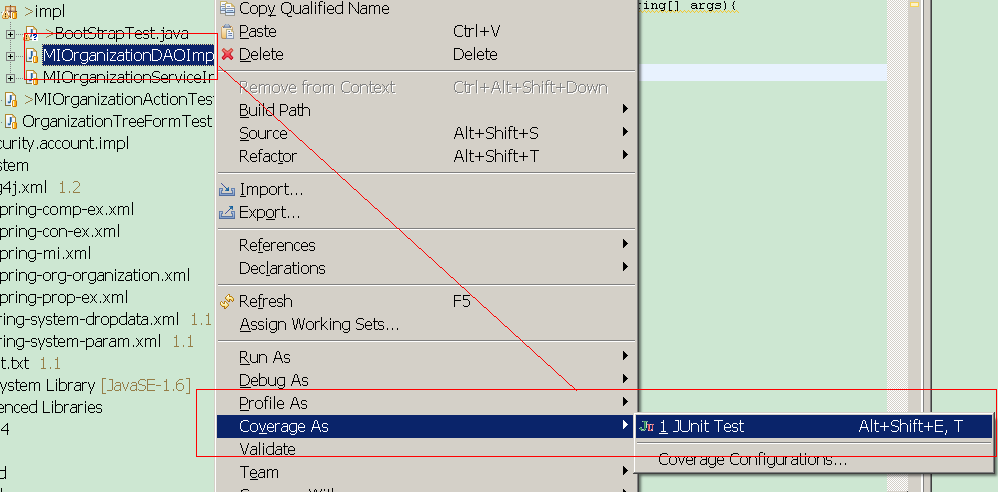 >impl
>BootStrapTest.java
MIOrganizationDAOImp
MIOrganizationServiceIr
>MIOrganizationActionTest
OrganizationTreeFormTest
curity.account.impl
stem
g4j.xml 1.2
pring-comp-ex.xml
pring-con-ex.xml
pring-mi.xml
pring-org-organization.xml
pring-prop-ex.xml
ring-system-dropdata.xml 1.1
ring-system-param.xml 1.1
t.txt 1.1
ystem Library [JavaSE-1.6]
enced Libraries
4
d
Copy Qualified Name
Paste Ctrl+V
Delete Delete
Remove from Context Ctrl+Alt+Shift+Down
Build Path
Source Alt+Shift+S
Refactor Alt+Shift+T
Import...
Export...
References
Declarations
Refresh F5
Assign Working Sets...
Run As
Debug As
Profile As
Coverage As
Validate
Team
ring[] args){
1 JUnit Test Alt+Shift+E, T
Coverage Configurations...